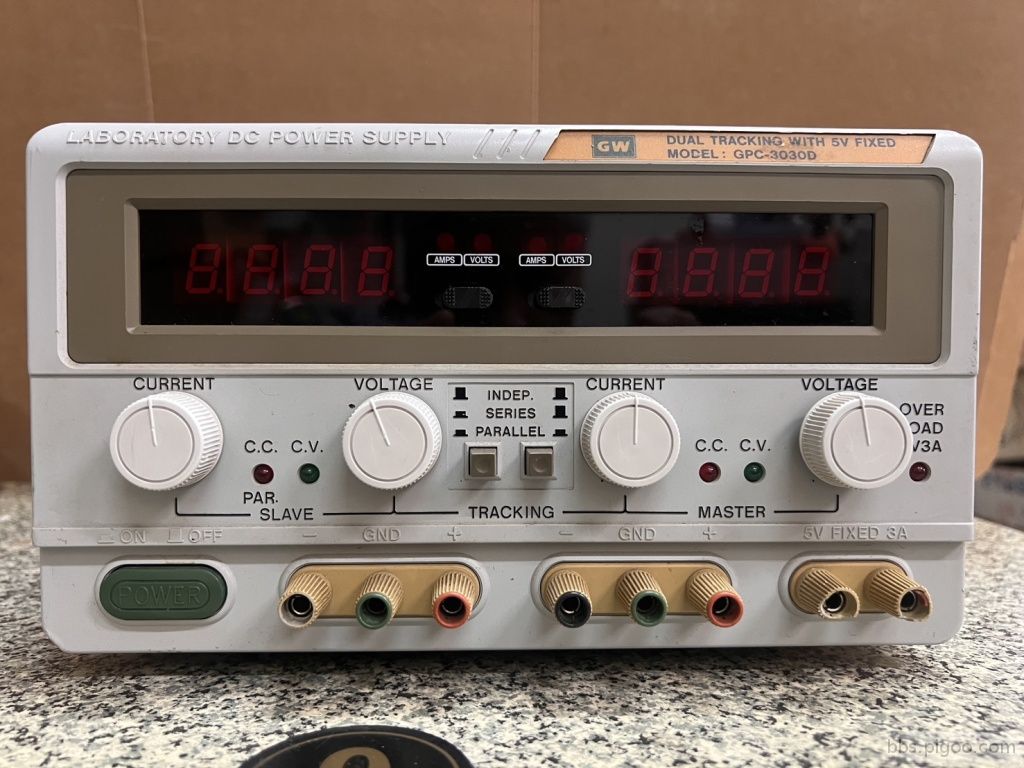 LABORATORY DC POWER SUPPLY
GW
DUAL TRACKING WITH 5V FIXED
MODEL : GPC-3030D
AMPS VOLTS AMPS VOLTS
CURRENT VOLTAGE CURRENT VOLTAGE
INDEP.
SERIES
PARALLEL
OVER
OAD
V3A
C.C. C.V. C.C. C.V.
PAR.
SLAVE TRACKING MASTER
ON OFF − GND + − GND + 5V FIXED 3A
POWER
bbs.pigoo.com